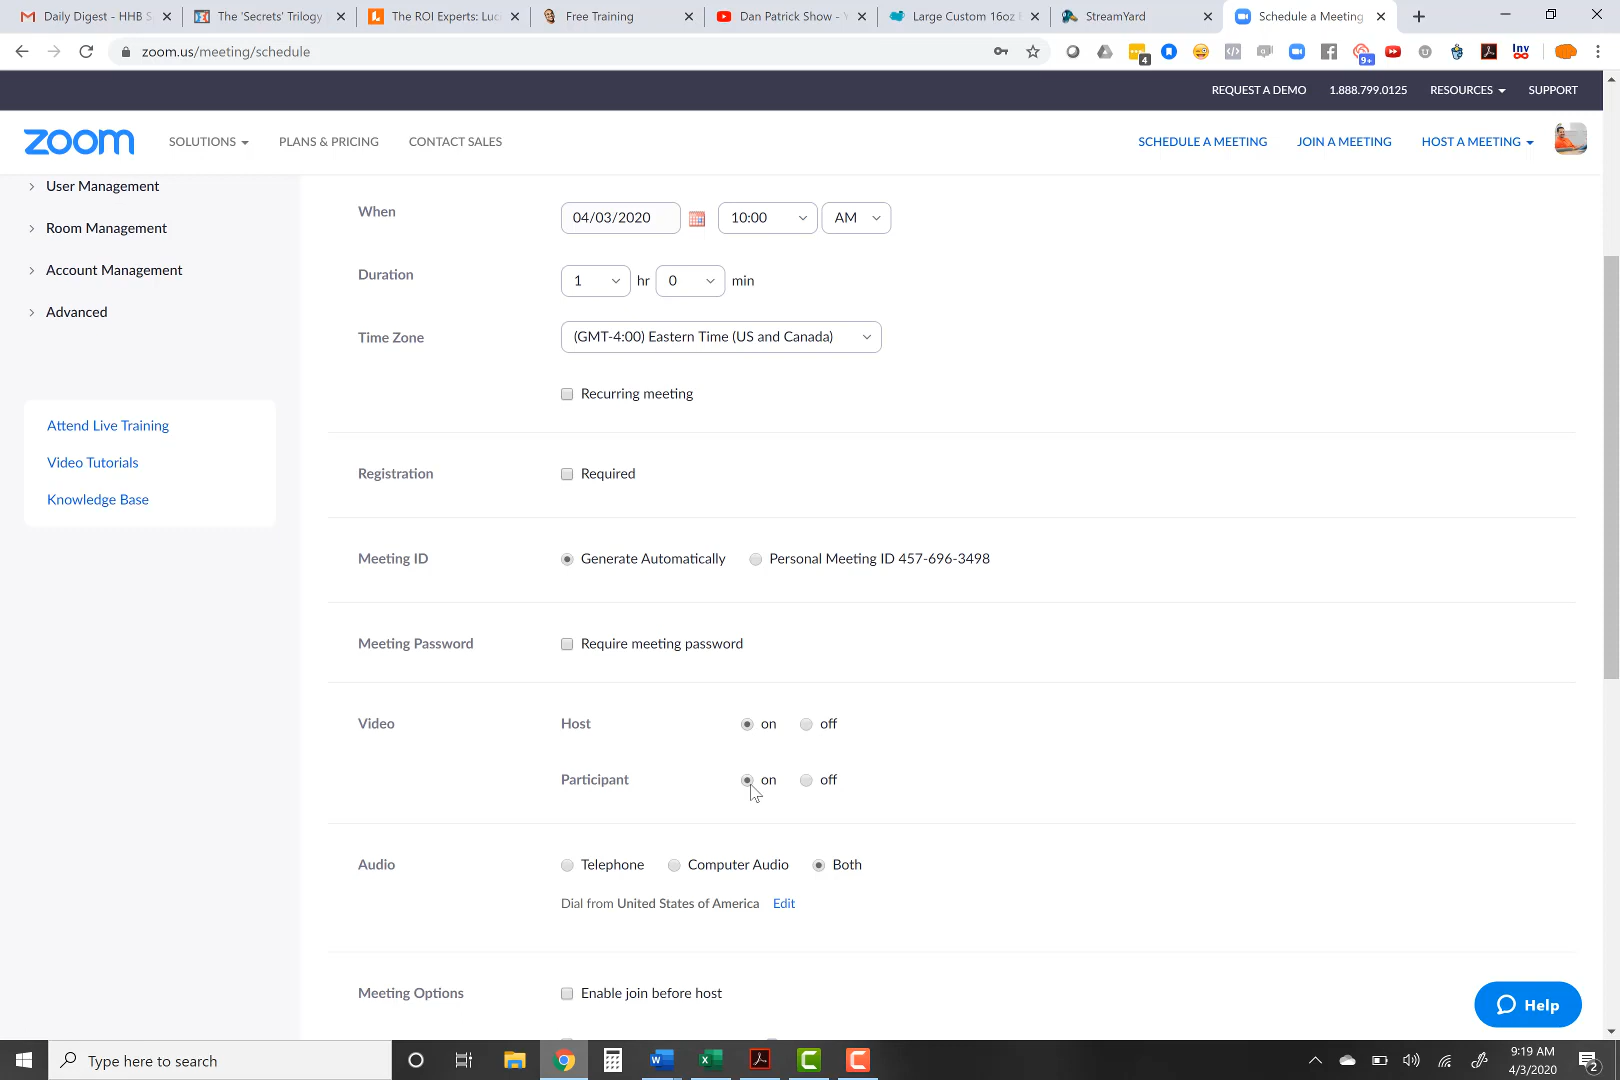 Daily Digest - HHB S
The 'Secrets' Trilogy
The ROI Experts: Luc
Free Training
Dan Patrick Show - Y
Large Custom 16oz
StreamYard
Schedule a Meeting
zoom.us/meeting/schedule
4
9+
Inv
REQUEST A DEMO 1.888.799.0125 RESOURCES SUPPORT
zoom SOLUTIONS PLANS & PRICING CONTACT SALES SCHEDULE A MEETING JOIN A MEETING HOST A MEETING
User Management
Room Management
Account Management
Advanced
Attend Live Training
Video Tutorials
Knowledge Base
When 04/03/2020 10:00 AM
Duration 1 hr 0 min
Time Zone (GMT-4:00) Eastern Time (US and Canada)
Recurring meeting
Registration Required
Meeting ID Generate Automatically Personal Meeting ID 457-696-3498
Meeting Password Require meeting password
Video Host on off
Participant on off
Audio Telephone Computer Audio Both
Dial from United States of America Edit
Meeting Options Enable join before host
Help
Type here to search
9:19 AM
4/3/2020
2